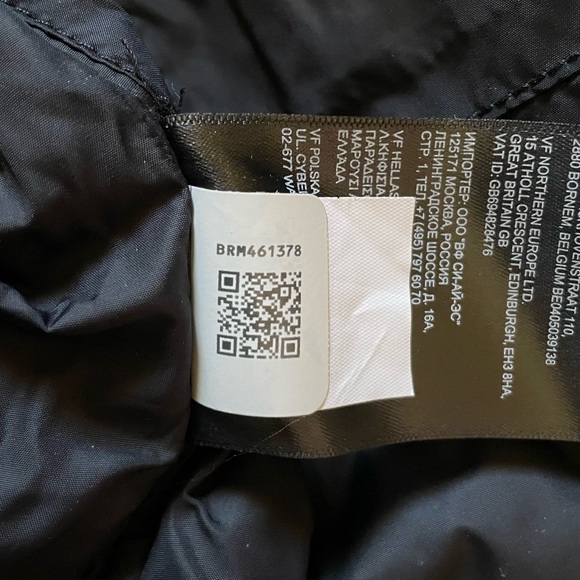 BRM461378
2880 BORNEM, BELGIUM BE0405039138
VF NORTHERN EUROPE LTD.
15 ATHOLL CRESCENT, EDINBURGH, EH3 8HA,
GREAT BRITAIN GB
VAT ID: GB694928476
ИМПОРТЕР: ООО "ВФ СИ-АЙ-ЭС"
125171 МОСКВА, РОССИЯ
ЛЕНИНГРАДСКОЕ ШОССЕ, Д. 16А,
СТР 1, ТЕЛ +7 (495) 797 60 70
VF HELLAS
ΠΑΡΑΔΕΙΣ
ΜΑΡΟΥΣΙ
ΕΛΛΑΔΑ
VF POLSKA
UL. CYBER
02-677 WA